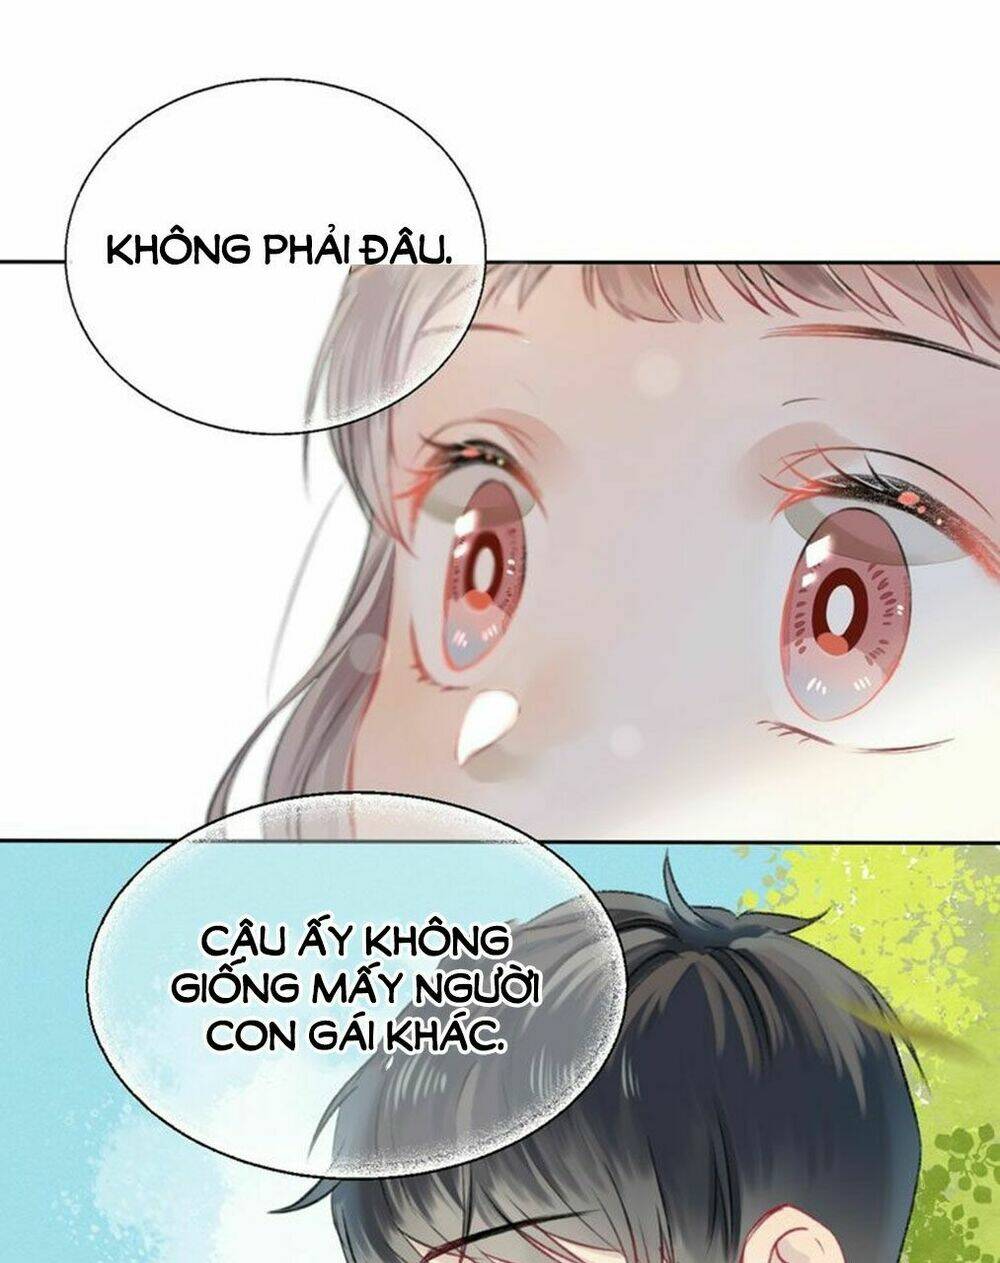 KHÔNG PHẢI ĐÂU.
CẬU ẤY KHÔNG
GIỐNG MẤY NGƯỜI
CON GÁI KHÁC.